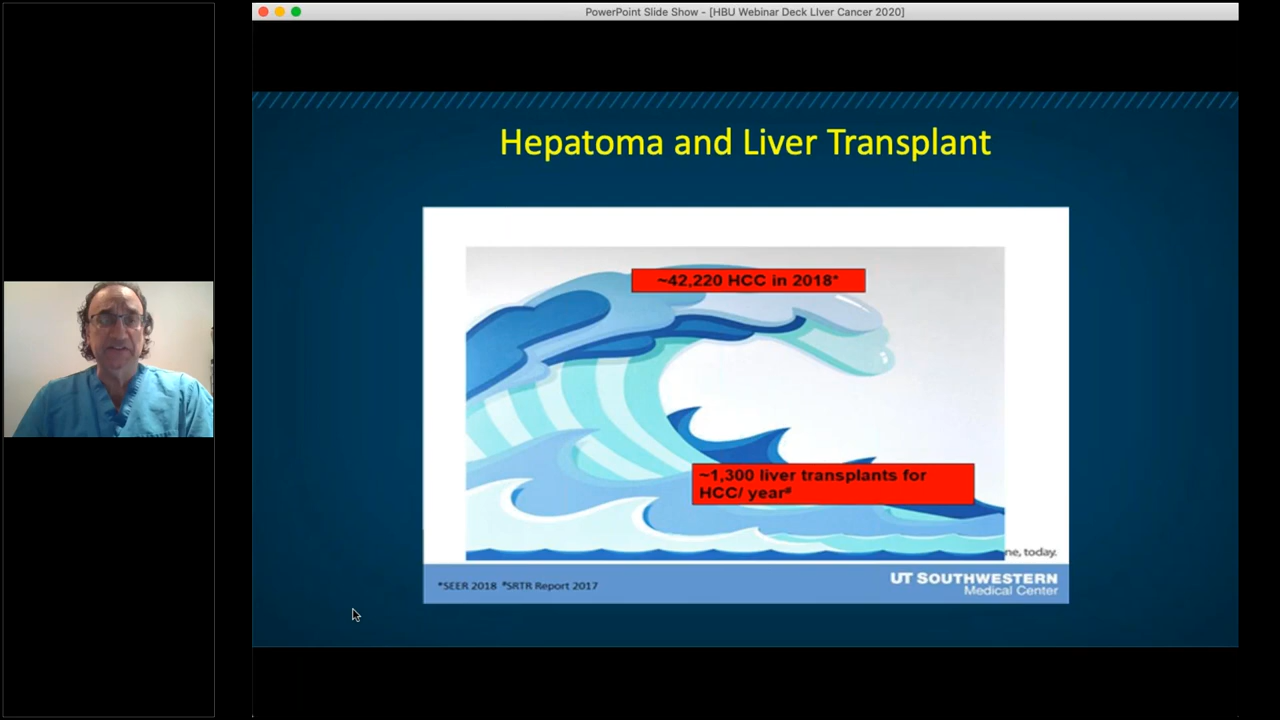 PowerPoint Slide Show - [HBU Webinar Deck LIver Cancer 2020]
Hepatoma and Liver Transplant
~42,220 HCC in 2018*
~1,300 liver transplants for
HCC/ year#
ne, today.
*SEER 2018 #SRTR Report 2017
UT SOUTHWESTERN
Medical Center